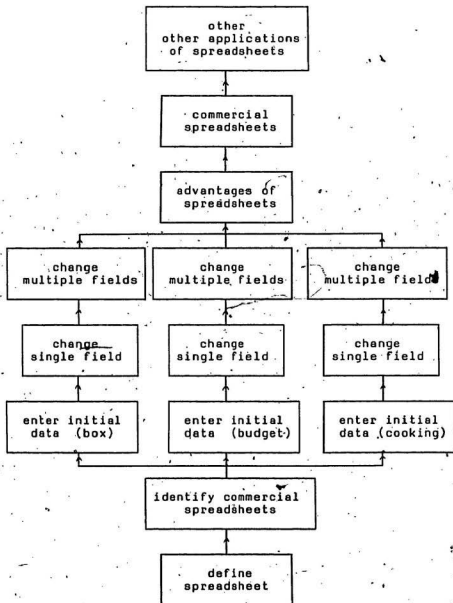 other
other applications
of spreadsheets
commercial
spreadsheets
advantages of
spreadsheets
change
multiple fields
change
multiple fields
change
multiple fields
change
single field
change
single field
change
single field
enter initial
data (box)
enter initial
data (budget)
enter initial
data (cooking)
identify commercial
spreadsheets
define
spreadsheet